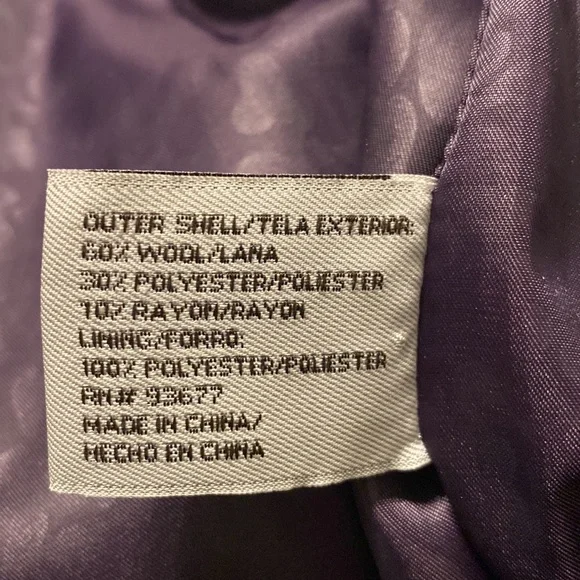 OUTER SHELL/TELA EXTERIOR:
60% WOOL/LANA
30% POLYESTER/POLIESTER
10% RAYON/RAYON
LINING/FORRO:
100% POLYESTER/POLIESTER
RN# 93677
MADE IN CHINA/
HECHO EN CHINA